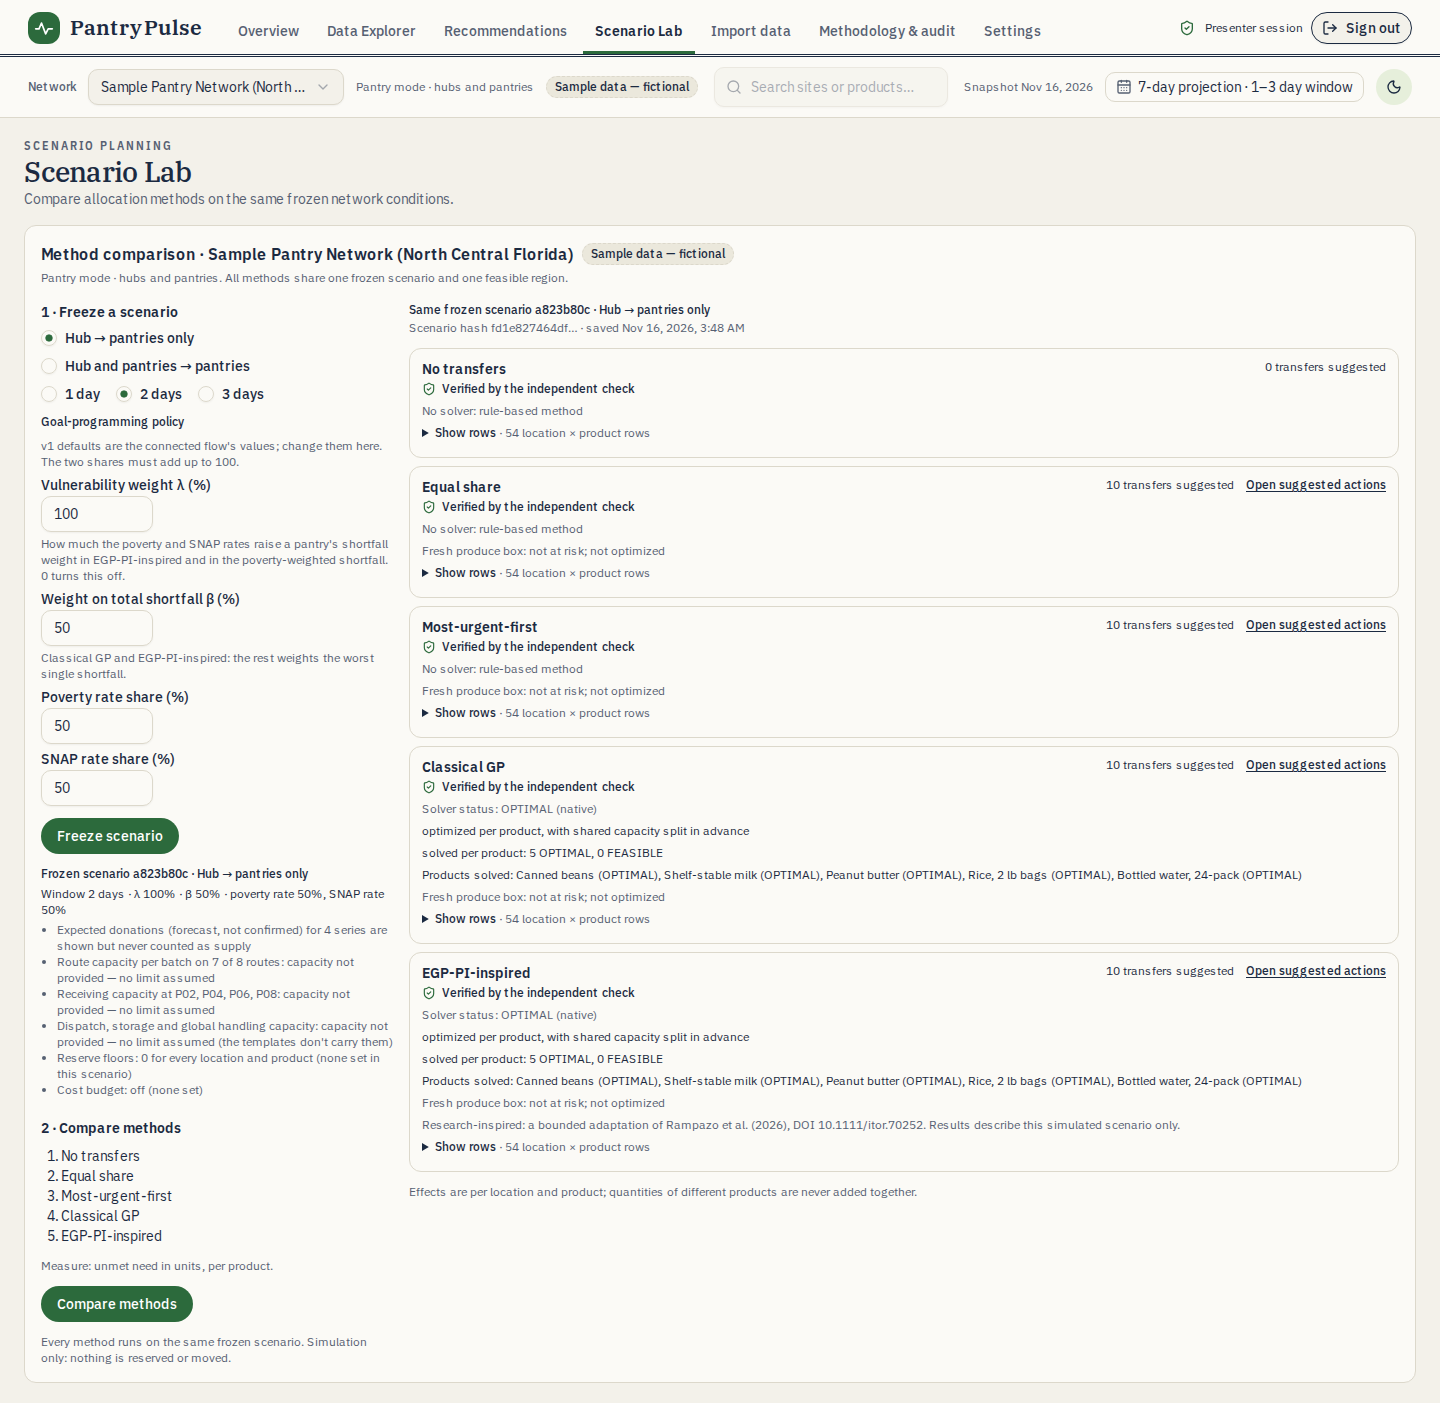 PantryPulse
Overview
Data Explorer
Recommendations
Scenario Lab
Import data
Methodology & audit
Settings
Presenter session
Sign out
Network
Sample Pantry Network (North ...
Pantry mode · hubs and pantries
Sample data — fictional
Search sites or products...
Snapshot Nov 16, 2026
7-day projection · 1–3 day window
SCENARIO PLANNING
Scenario Lab
Compare allocation methods on the same frozen network conditions.
Method comparison · Sample Pantry Network (North Central Florida)
Sample data — fictional
Pantry mode · hubs and pantries. All methods share one frozen scenario and one feasible region.
1 · Freeze a scenario
Hub → pantries only
Hub and pantries → pantries
1 day
2 days
3 days
Goal-programming policy
v1 defaults are the connected flow's values; change them here.
The two shares must add up to 100.
Vulnerability weight λ (%)
100
How much the poverty and SNAP rates raise a pantry's shortfall
weight in EGP-PI-inspired and in the poverty-weighted shortfall.
0 turns this off.
Weight on total shortfall β (%)
50
Classical GP and EGP-PI-inspired: the rest weights the worst
single shortfall.
Poverty rate share (%)
50
SNAP rate share (%)
50
Freeze scenario
Frozen scenario a823b80c · Hub → pantries only
Window 2 days · λ 100% · β 50% · poverty rate 50%, SNAP rate
50%
• Expected donations (forecast, not confirmed) for 4 series are
shown but never counted as supply
• Route capacity per batch on 7 of 8 routes: capacity not
provided — no limit assumed
• Receiving capacity at P02, P04, P06, P08: capacity not
provided — no limit assumed
• Dispatch, storage and global handling capacity: capacity not
provided — no limit assumed (the templates don't carry them)
• Reserve floors: 0 for every location and product (none set in
this scenario)
• Cost budget: off (none set)
2 · Compare methods
1. No transfers
2. Equal share
3. Most-urgent-first
4. Classical GP
5. EGP-PI-inspired
Measure: unmet need in units, per product.
Compare methods
Every method runs on the same frozen scenario. Simulation
only: nothing is reserved or moved.
Same frozen scenario a823b80c · Hub → pantries only
Scenario hash fd1e827464df… · saved Nov 16, 2026, 3:48 AM
No transfers
0 transfers suggested
Verified by the independent check
No solver: rule-based method
Show rows · 54 location × product rows
Equal share
10 transfers suggested
Open suggested actions
Verified by the independent check
No solver: rule-based method
Fresh produce box: not at risk; not optimized
Show rows · 54 location × product rows
Most-urgent-first
10 transfers suggested
Open suggested actions
Verified by the independent check
No solver: rule-based method
Fresh produce box: not at risk; not optimized
Show rows · 54 location × product rows
Classical GP
10 transfers suggested
Open suggested actions
Verified by the independent check
Solver status: OPTIMAL (native)
optimized per product, with shared capacity split in advance
solved per product: 5 OPTIMAL, 0 FEASIBLE
Products solved: Canned beans (OPTIMAL), Shelf-stable milk (OPTIMAL), Peanut butter (OPTIMAL), Rice, 2 lb bags (OPTIMAL), Bottled water, 24-pack (OPTIMAL)
Fresh produce box: not at risk; not optimized
Show rows · 54 location × product rows
EGP-PI-inspired
10 transfers suggested
Open suggested actions
Verified by the independent check
Solver status: OPTIMAL (native)
optimized per product, with shared capacity split in advance
solved per product: 5 OPTIMAL, 0 FEASIBLE
Products solved: Canned beans (OPTIMAL), Shelf-stable milk (OPTIMAL), Peanut butter (OPTIMAL), Rice, 2 lb bags (OPTIMAL), Bottled water, 24-pack (OPTIMAL)
Fresh produce box: not at risk; not optimized
Research-inspired: a bounded adaptation of Rampazo et al. (2026), DOI 10.1111/itor.70252. Results describe this simulated scenario only.
Show rows · 54 location × product rows
Effects are per location and product; quantities of different products are never added together.